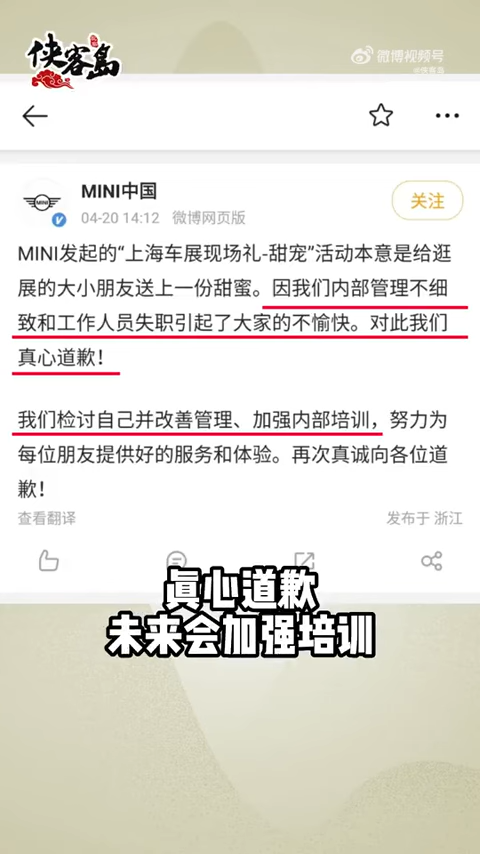 侠客岛
微博视频号
@侠客岛
MINI中国
04-20 14:12 微博网页版
关注
MINI发起的“上海车展现场礼-甜宠”活动本意是给逛
展的大小朋友送上一份甜蜜。因我们内部管理不细
致和工作人员失职引起了大家的不愉快。对此我们
真心道歉！
我们检讨自己并改善管理、加强内部培训，努力为
每位朋友提供好的服务和体验。再次真诚向各位道
歉！
查看翻译
发布于 浙江
真心道歉
未来会加强培训